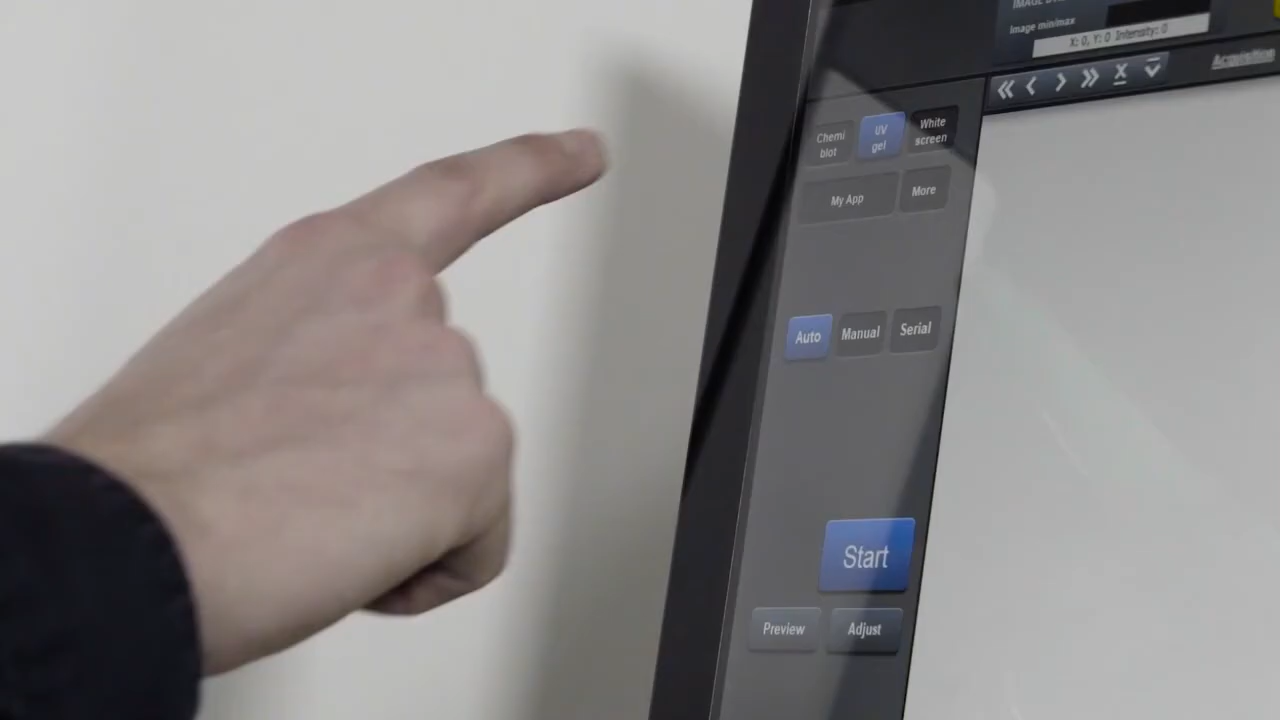 Image min/max
X: 0, Y: 0 Intensity: 0
« ‹ › »
Acquisition
Chemi
blot
UV
gel
White
screen
My App
More
Auto
Manual
Serial
Start
Preview
Adjust